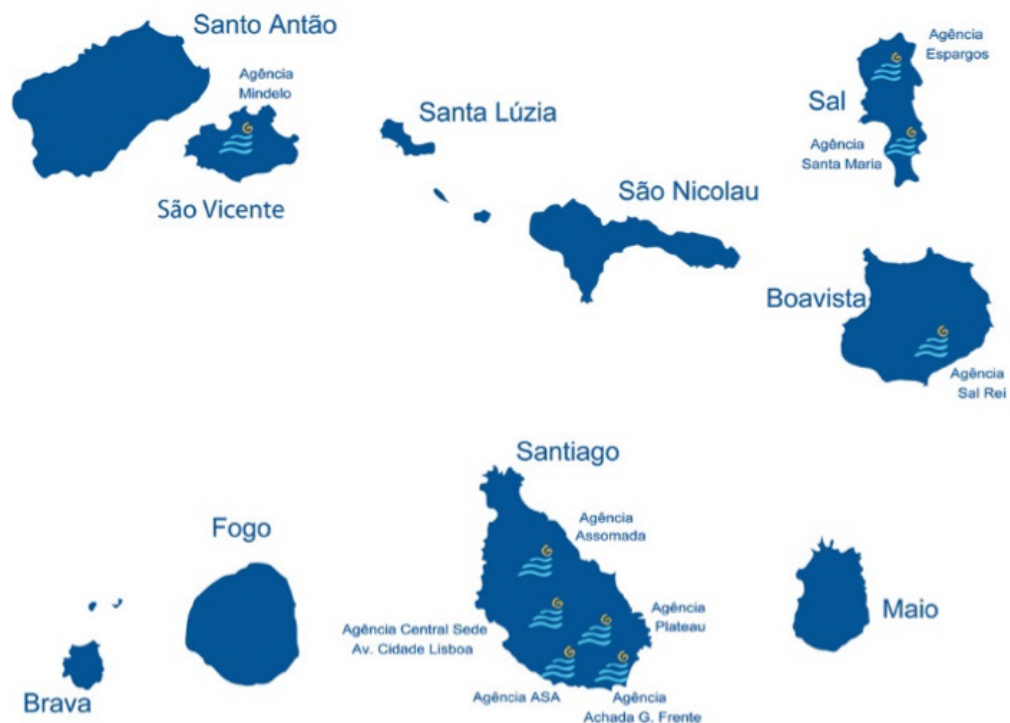 Santo Antão
Agência
Mindelo
São Vicente
Santa Lúzia
São Nicolau
Agência
Espargos
Sal
Agência
Santa Maria
Boavista
Agência
Sal Rei
Santiago
Agência
Assomada
Agência
Plateau
Agência Central Sede
Av. Cidade Lisboa
Agência ASA
Agência
Achada G. Frente
Fogo
Brava
Maio